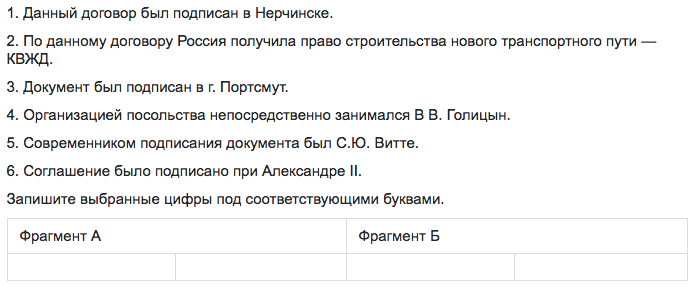 1. Данный договор был подписан в Нерчинске.
2. По данному договору Россия получила право строительства нового транспортного пути —
КВЖД.
3. Документ был подписан в г. Портсмут.
4. Организацией посольства непосредственно занимался В В. Голицын.
5. Современником подписания документа был С.Ю. Витте.
6. Соглашение было подписано при Александре II.
Запишите выбранные цифры под соответствующими буквами.
Фрагмент А Фрагмент Б